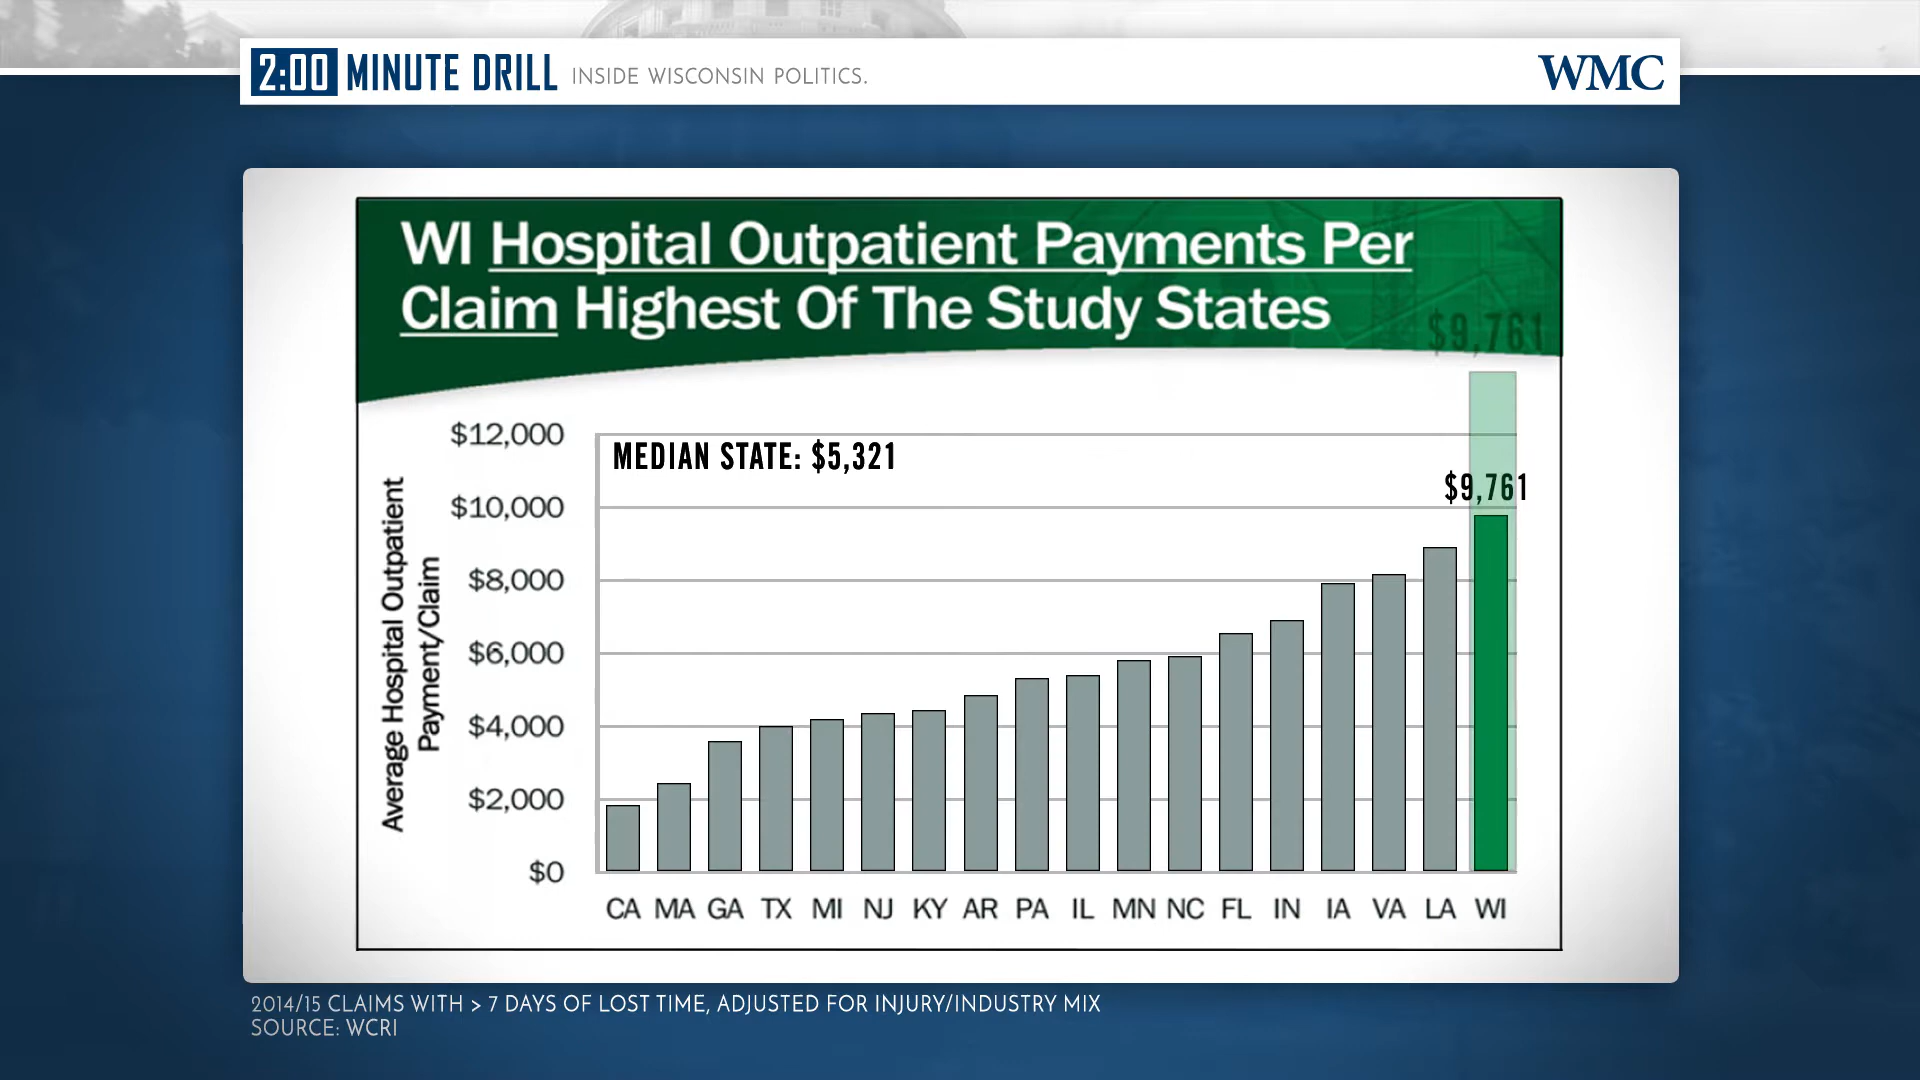 2:00 MINUTE DRILL INSIDE WISCONSIN POLITICS.
WMC
WI Hospital Outpatient Payments Per
Claim Highest Of The Study States
$9,761
$12,000
MEDIAN STATE: $5,321
$9,761
$10,000
$8,000
$6,000
$4,000
$2,000
$0
Average Hospital Outpatient
Payment/Claim
CA MA GA TX MI NJ KY AR PA IL MN NC FL IN IA VA LA WI
2014/15 CLAIMS WITH > 7 DAYS OF LOST TIME, ADJUSTED FOR INJURY/INDUSTRY MIX
SOURCE: WCRI